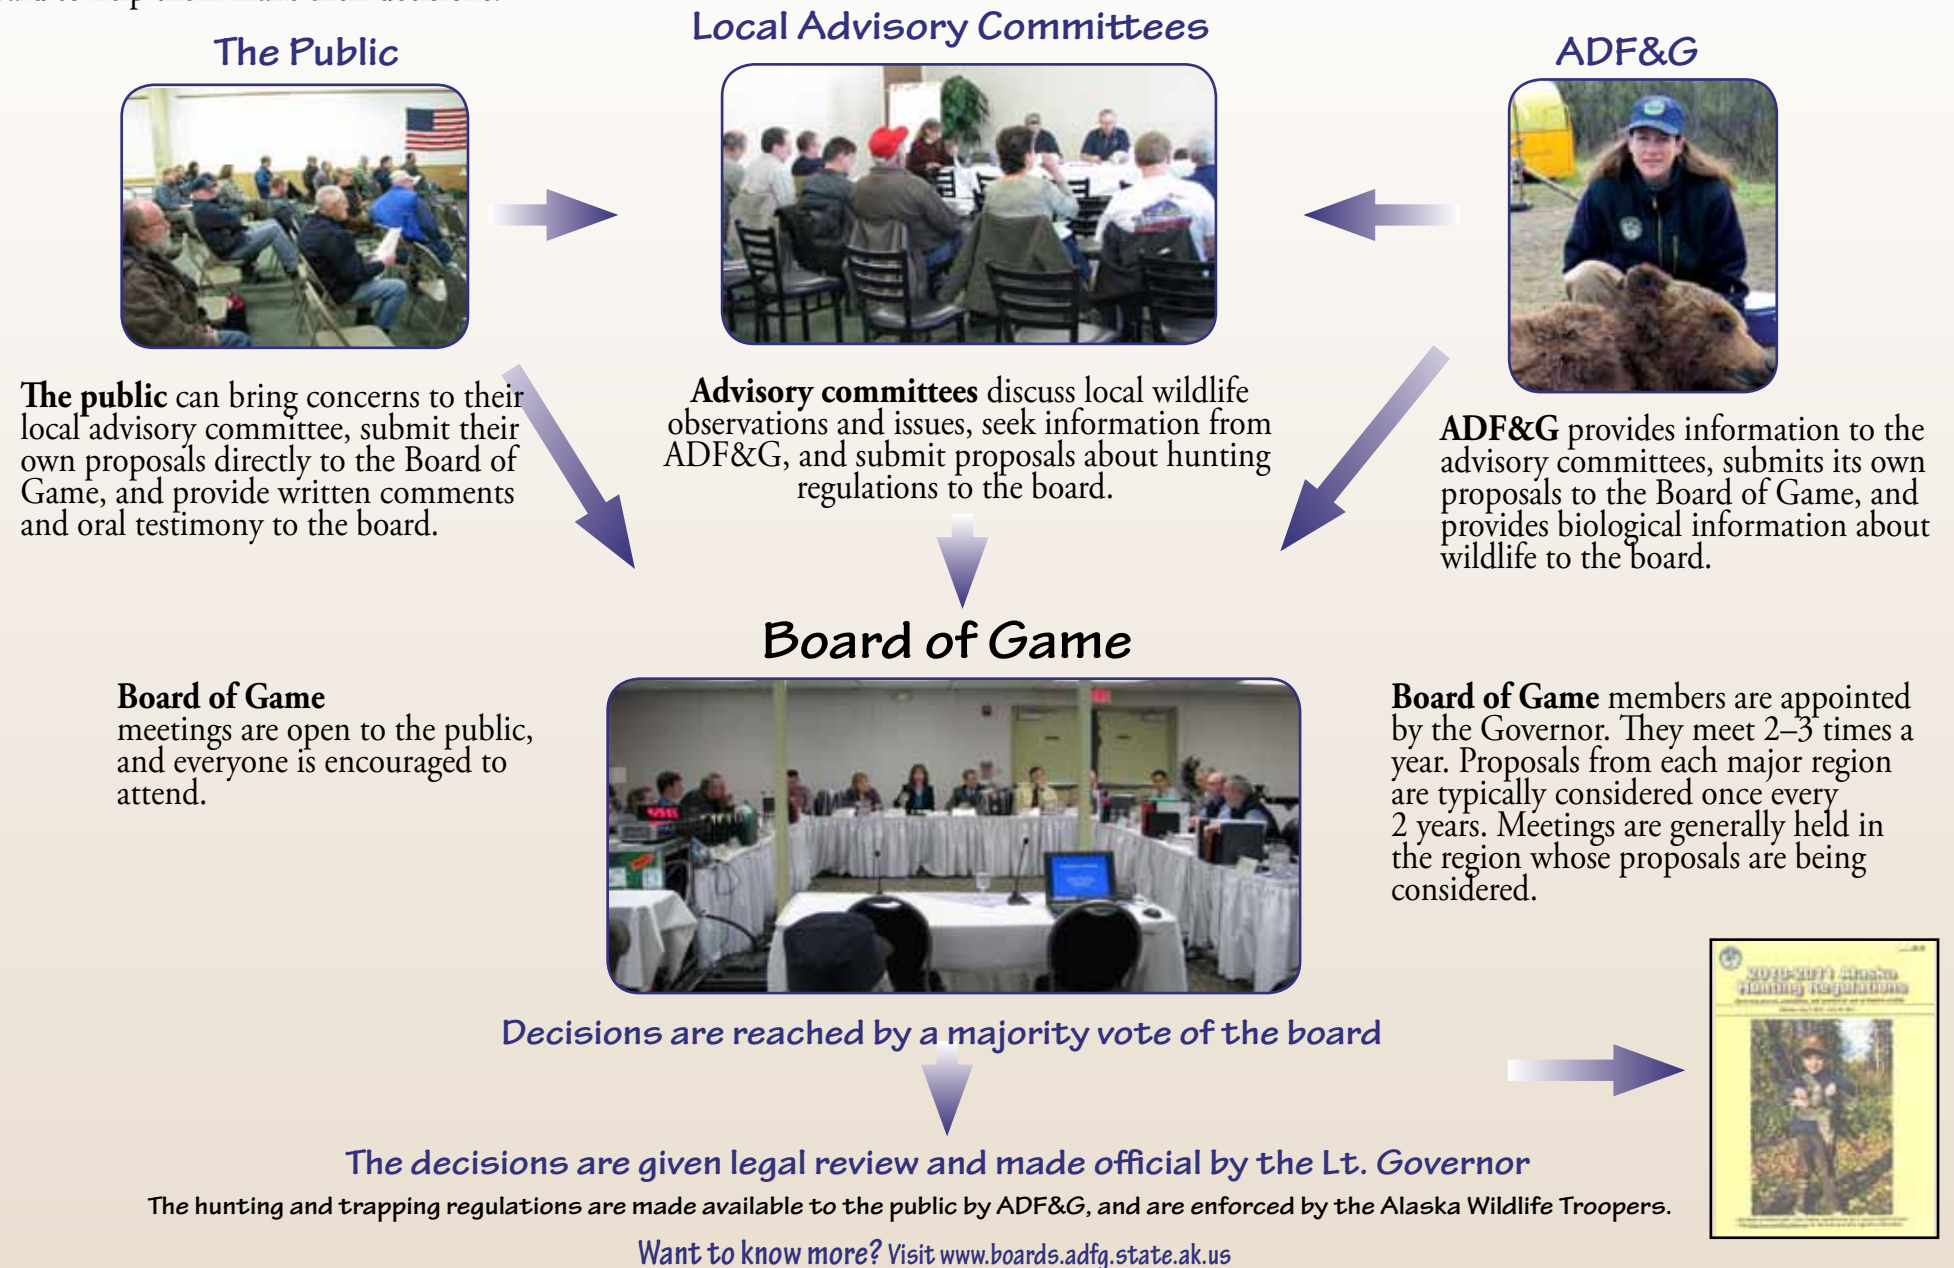 The Public
Local Advisory Committees
ADF&G
The public can bring concerns to their
local advisory committee, submit their
own proposals directly to the Board of
Game, and provide written comments
and oral testimony to the board.
Advisory committees discuss local wildlife
observations and issues, seek information from
ADF&G, and submit proposals about hunting
regulations to the board.
ADF&G provides information to the
advisory committees, submits its own
proposals to the Board of Game, and
provides biological information about
wildlife to the board.
Board of Game
Board of Game
meetings are open to the public,
and everyone is encouraged to
attend.
Board of Game members are appointed
by the Governor. They meet 2–3 times a
year. Proposals from each major region
are typically considered once every
2 years. Meetings are generally held in
the region whose proposals are being
considered.
Decisions are reached by a majority vote of the board
2010-2011 Alaska
Hunting Regulations
The decisions are given legal review and made official by the Lt. Governor
The hunting and trapping regulations are made available to the public by ADF&G, and are enforced by the Alaska Wildlife Troopers.
Want to know more? Visit www.boards.adfg.state.ak.us